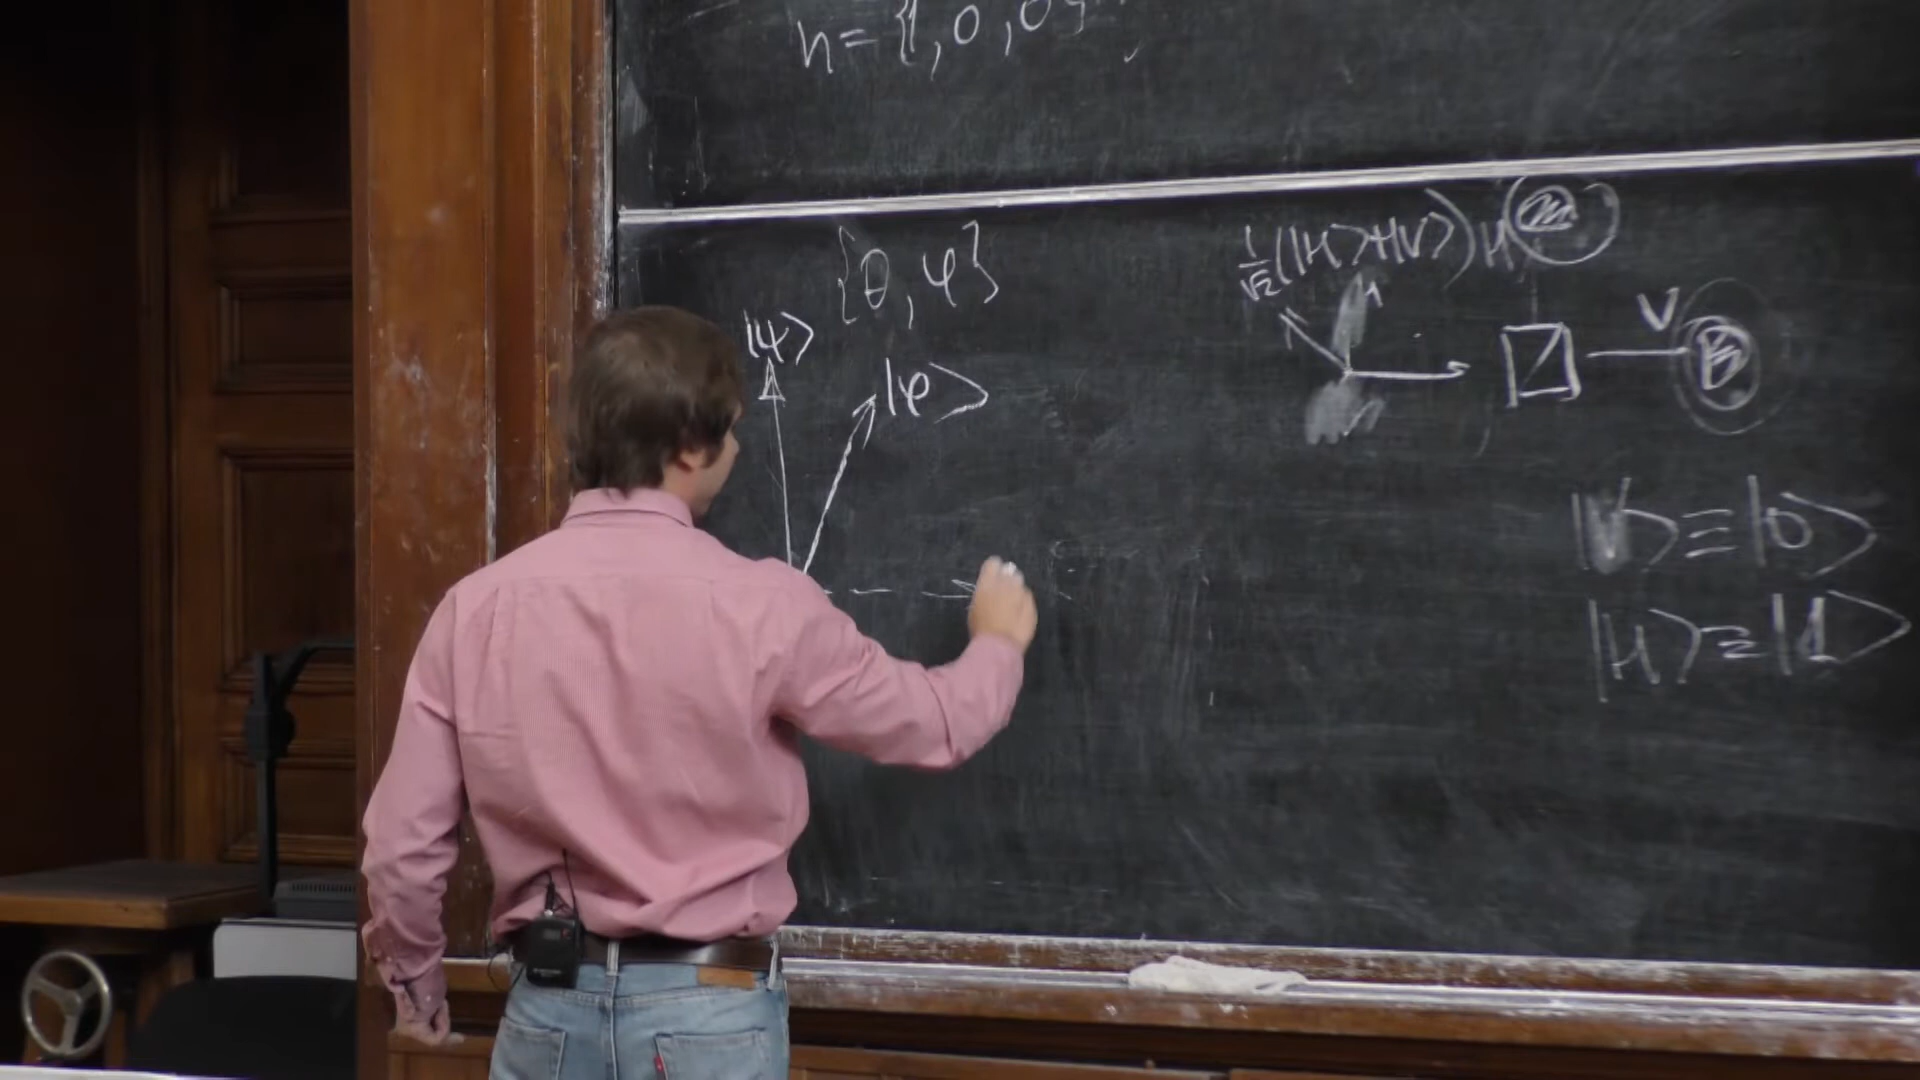 n={1,0,0}
{θ,φ}
|ψ>
|φ>
1/√2(|H>+|V>) H
V
B
|V>≡|0>
|H>≡|1>